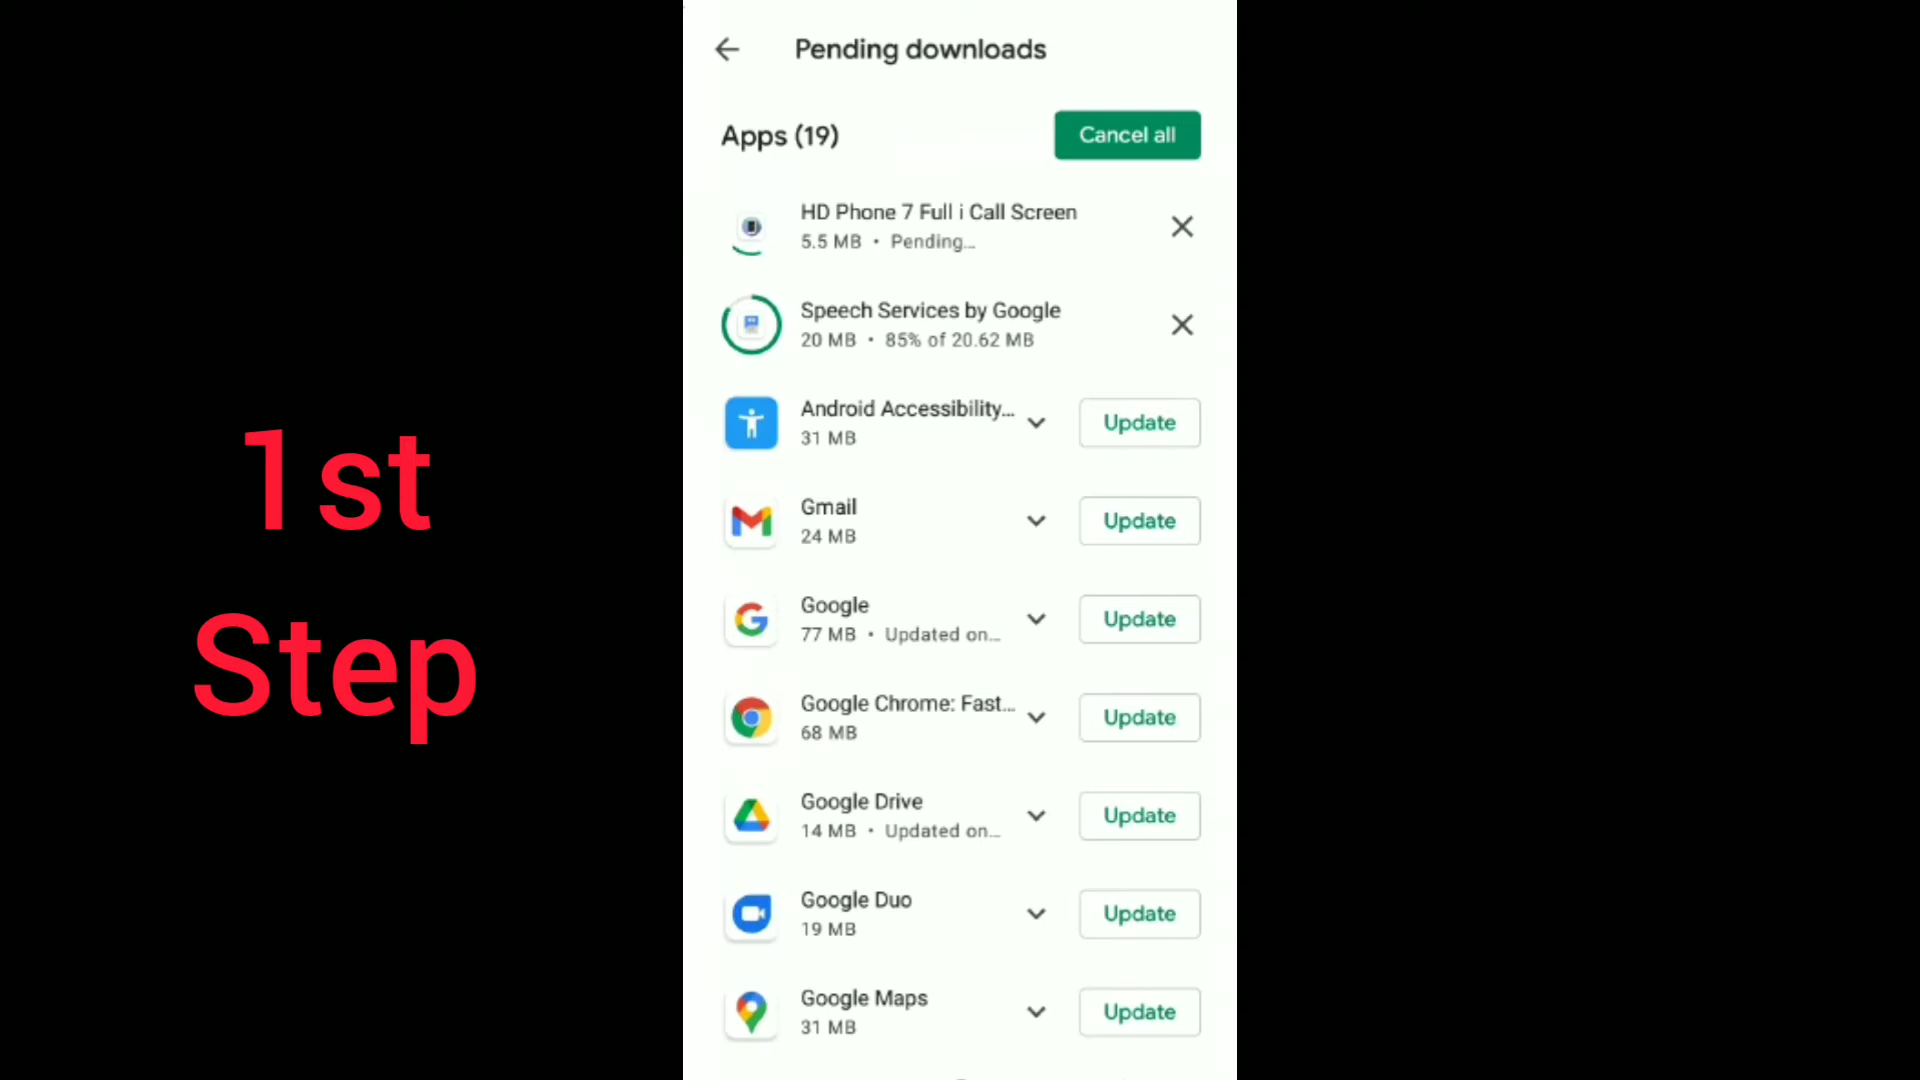 1st
Step
Pending downloads
Apps (19)
Cancel all
HD Phone 7 Full i Call Screen
5.5 MB • Pending...
Speech Services by Google
20 MB • 85% of 20.62 MB
Android Accessibility...
31 MB
Update
Gmail
24 MB
Update
Google
77 MB • Updated on...
Update
Google Chrome: Fast...
68 MB
Update
Google Drive
14 MB • Updated on...
Update
Google Duo
19 MB
Update
Google Maps
31 MB
Update